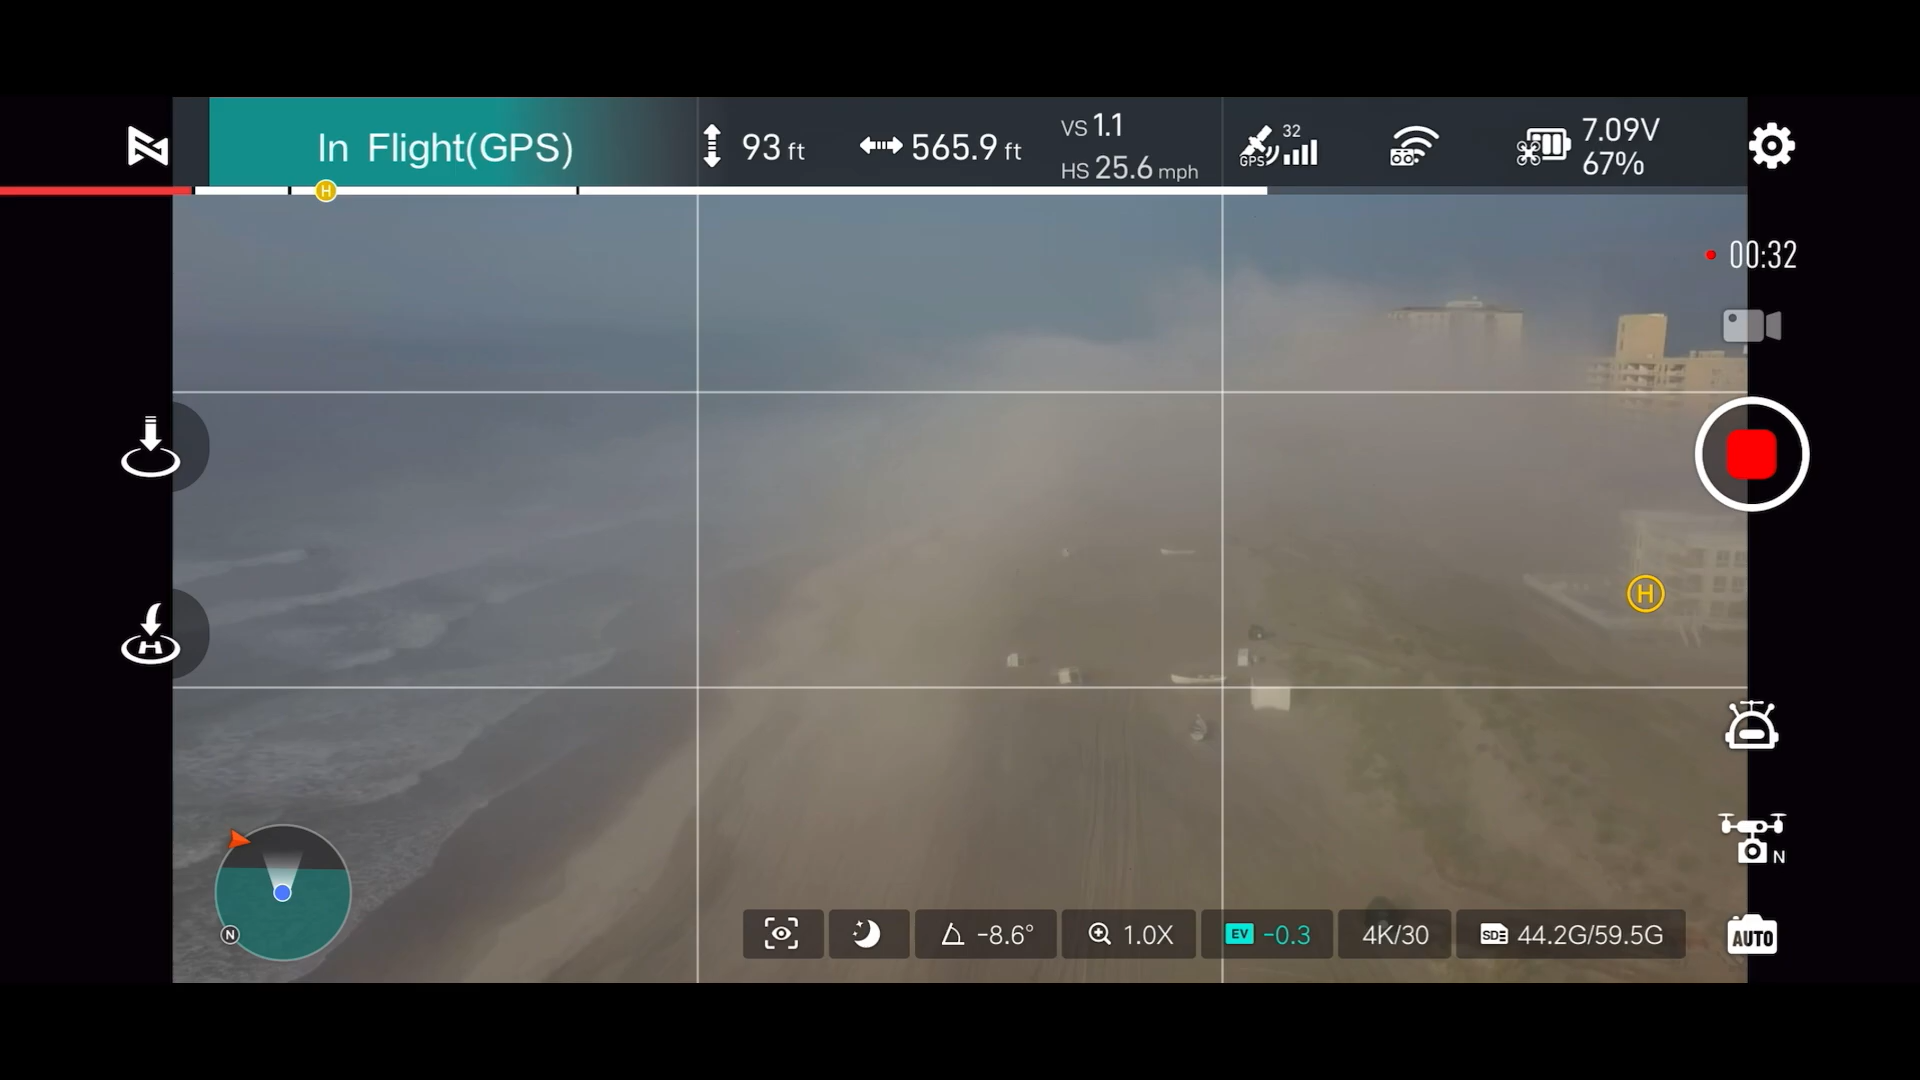 In Flight(GPS)
93 ft
565.9 ft
VS 1.1
HS 25.6 mph
GPS
32
7.09V
67%
H
00:32
H
H
N
N
-8.6°
1.0X
EV -0.3
4K/30
SD 44.2G/59.5G
AUTO